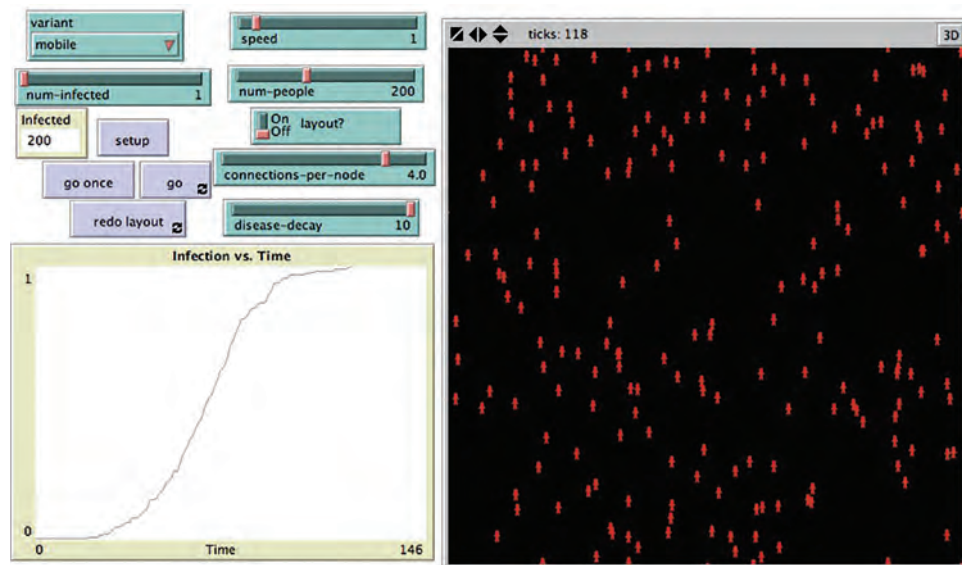 variant
mobile
speed 1
num-infected 1
num-people 200
Infected
200
setup
On
Off
layout?
go once
go
connections-per-node 4.0
redo layout
disease-decay 10
Infection vs. Time
1
0
0 Time 146
ticks: 118
3D